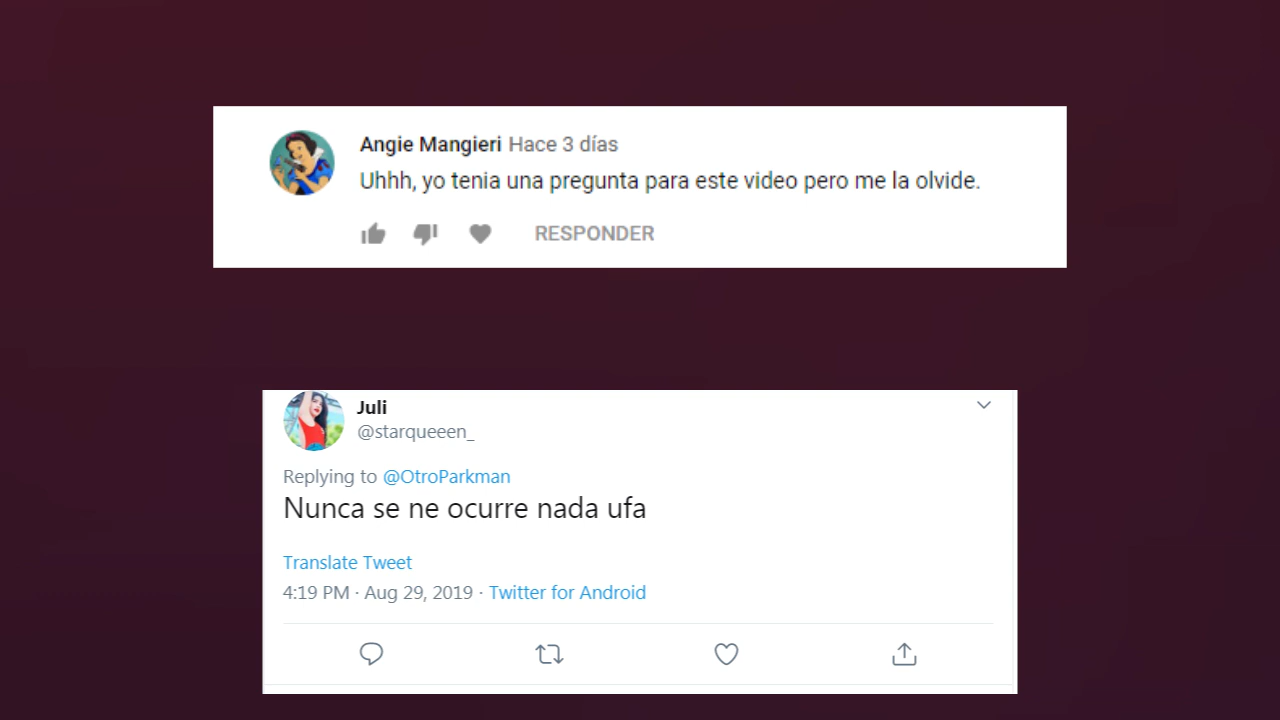 Angie Mangieri Hace 3 días
Uhhh, yo tenia una pregunta para este video pero me la olvide.
RESPONDER
Juli
@starqueeen_
Replying to @OtroParkman
Nunca se ne ocurre nada ufa
Translate Tweet
4:19 PM · Aug 29, 2019 · Twitter for Android